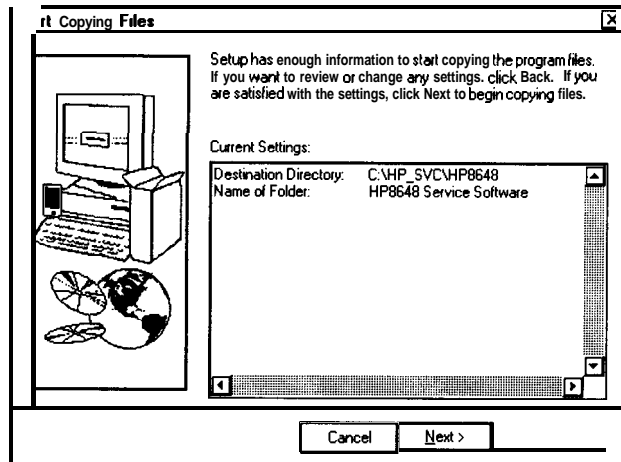 rt Copying Files
Setup has enough information to start copying the program files.
If you want to review or change any settings. click Back. If you
are satisfied with the settings, click Next to begin copying files.
Current Settings:
Destination Directory: C:\HP_SVC\HP8648
Name of Folder: HP8648 Service Software
Cancel
Next >